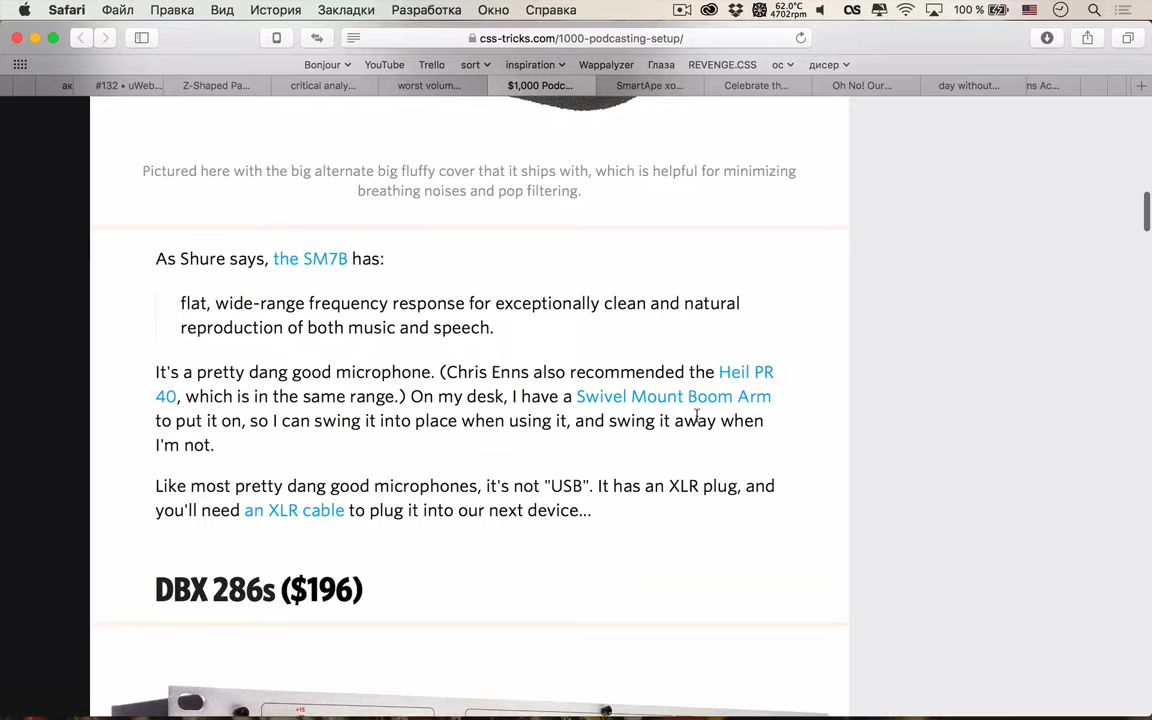 Safari Файл Правка Вид История Закладки Разработка Окно Справка 62.0°C 4702rpm 100 %
css-tricks.com/1000-podcasting-setup/
Bonjour YouTube Trello sort inspiration Wappalyzer Глаза REVENGE.CSS ос дисер
ак #132 • uWeb... Z-Shaped Pa... critical analy... worst volum... $1,000 Podc... SmartApe хо... Celebrate th... Oh No! Our... day without... ns Ac...
Pictured here with the big alternate big fluffy cover that it ships with, which is helpful for minimizing
breathing noises and pop filtering.
As Shure says, the SM7B has:
flat, wide-range frequency response for exceptionally clean and natural
reproduction of both music and speech.
It's a pretty dang good microphone. (Chris Enns also recommended the Heil PR
40, which is in the same range.) On my desk, I have a Swivel Mount Boom Arm
to put it on, so I can swing it into place when using it, and swing it away when
I'm not.
Like most pretty dang good microphones, it's not "USB". It has an XLR plug, and
you'll need an XLR cable to plug it into our next device...
DBX 286s ($196)